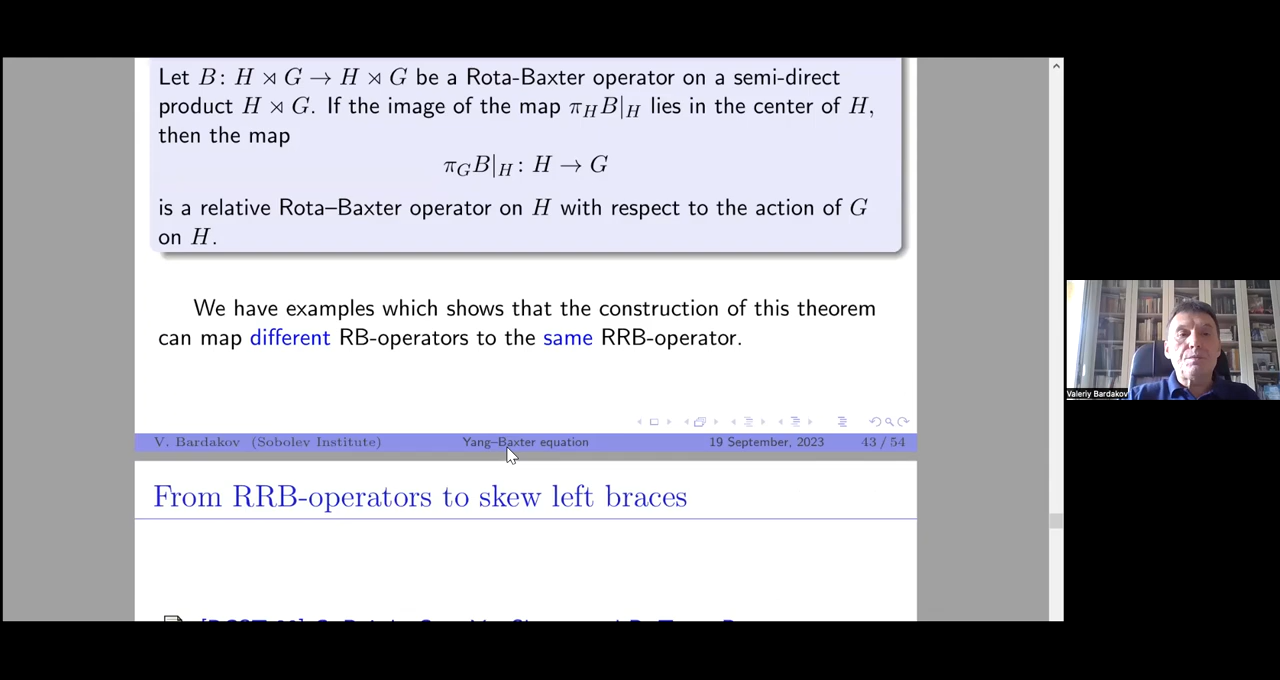 Let B: H ⋊ G → H ⋊ G be a Rota-Baxter operator on a semi-direct
product H ⋊ G. If the image of the map π_H B|_H lies in the center of H,
then the map
π_G B|_H : H → G
is a relative Rota–Baxter operator on H with respect to the action of G
on H.
We have examples which shows that the construction of this theorem
can map different RB-operators to the same RRB-operator.
V. Bardakov (Sobolev Institute) Yang–Baxter equation 19 September, 2023 43 / 54
From RRB-operators to skew left braces
Valeriy Bardakov